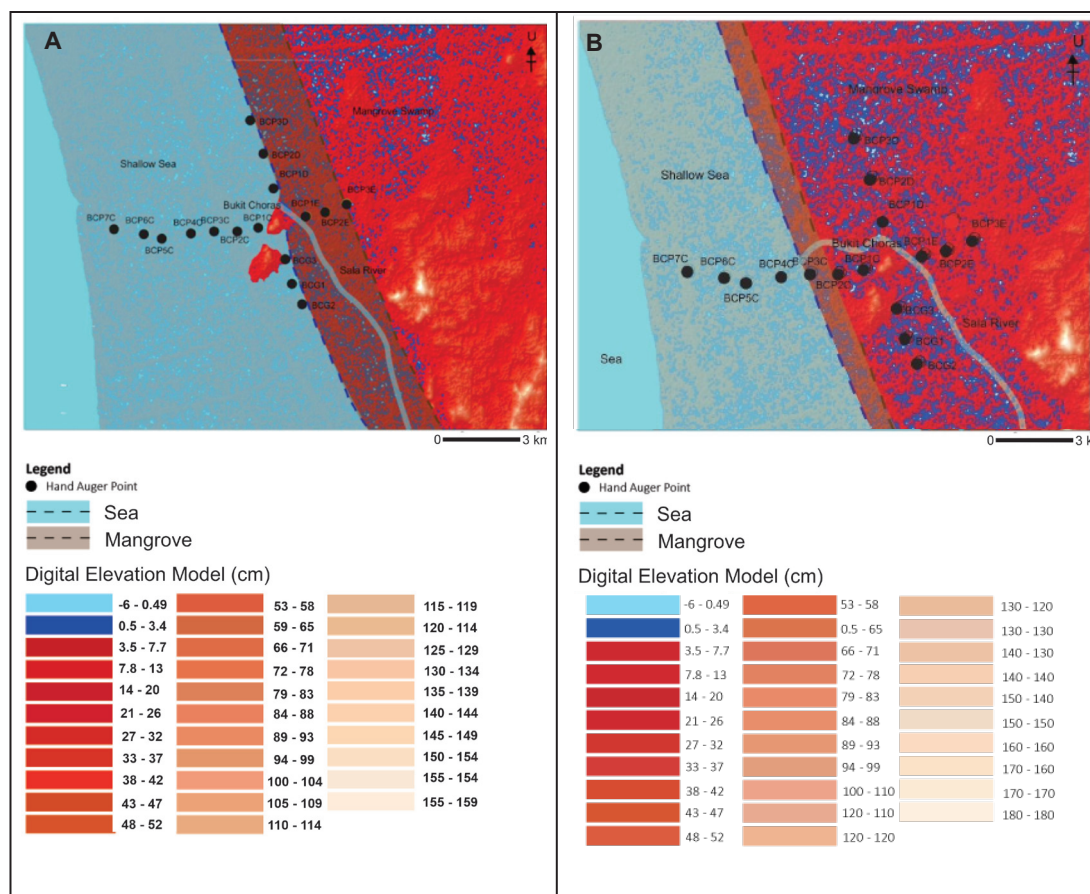 A
BCP3D
Mangrove Swamp
BCP2D
Shallow Sea
BCP1D
BCP3E
Bukit Choras
BCP7C
BCP6C
BCP4C
BCP3C
BCP1C
BCP1E
BCP2E
BCP5C
BCP2C
BCG3
Sala River
BCG1
BCG2
0
3 km
Legend
Hand Auger Point
Sea
Mangrove
Digital Elevation Model (cm)
-6 - 0.49
0.5 - 3.4
3.5 - 7.7
7.8 - 13
14 - 20
21 - 26
27 - 32
33 - 37
38 - 42
43 - 47
48 - 52
53 - 58
59 - 65
66 - 71
72 - 78
79 - 83
84 - 88
89 - 93
94 - 99
100 - 104
105 - 109
110 - 114
115 - 119
120 - 114
125 - 129
130 - 134
135 - 139
140 - 144
145 - 149
150 - 154
155 - 154
155 - 159
B
Mangrove Swamp
BCP2D
Shallow Sea
BCP1D
Bukit Choras
BCP3E
BCP1E
BCP2E
BCP7C
BCP6C
BCP4C
BCP1C
BCP2C
BCP5C
BCG3
Sala River
BCG1
BCG2
Sea
0
3 k
Legend
Hand Auger Point
Sea
Mangrove
Digital Elevation Model (cm)
-6 - 0.49
0.5 - 3.4
3.5 - 7.7
7.8 - 13
14 - 20
21 - 26
27 - 32
33 - 37
38 - 42
43 - 47
48 - 52
53 - 58
0.5 - 65
66 - 71
72 - 78
79 - 83
84 - 88
89 - 93
94 - 99
100 - 110
120 - 110
120 - 120
130 - 120
130 - 130
140 - 130
140 - 140
150 - 140
150 - 150
160 - 160
170 - 160
170 - 170
180 - 180